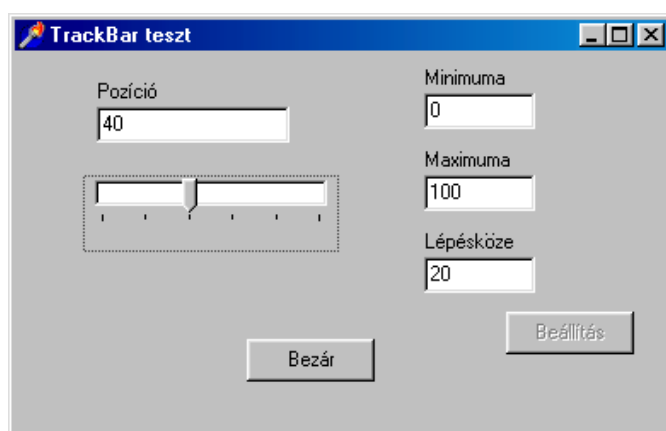 TrackBar teszt
Pozíció
40
Minimuma
0
Maximuma
100
Lépésköze
20
Beállítás
Bezár